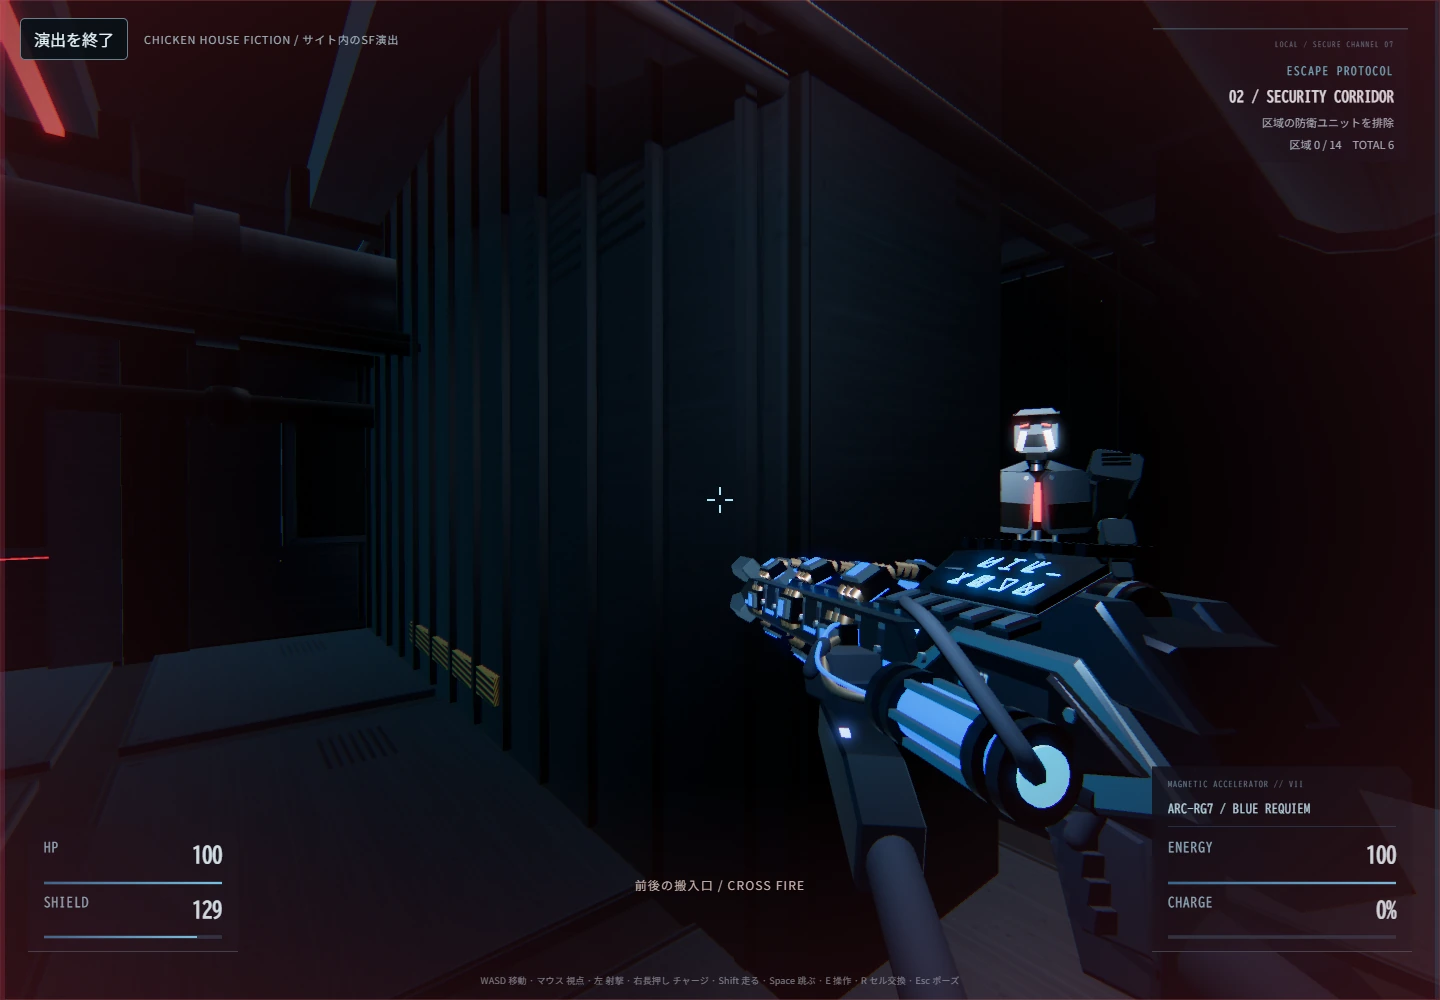 演出を終了
CHICKEN HOUSE FICTION / サイト内のSF演出
LOCAL / SECURE CHANNEL 07
ESCAPE PROTOCOL
02 / SECURITY CORRIDOR
区域の防衛ユニットを排除
区域 0 / 14 TOTAL 6
HP 100
SHIELD 129
前後の搬入口 / CROSS FIRE
MAGNETIC ACCELERATOR // VII
ARC-RG7 / BLUE REQUIEM
ENERGY 100
CHARGE 0%
WASD 移動 · マウス 視点 · 左 射撃 · 右長押し チャージ · Shift 走る · Space 跳ぶ · E 操作 · R セル交換 · Esc ポーズ